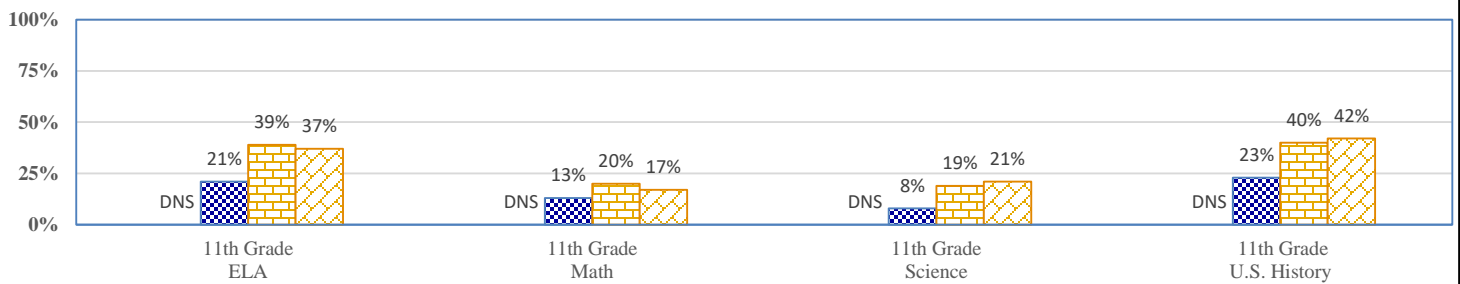 100%
75%
50%
25%
0%
DNS 21% 39% 37%
DNS 13% 20% 17%
DNS 8% 19% 21%
DNS 23% 40% 42%
11th Grade
ELA
11th Grade
Math
11th Grade
Science
11th Grade
U.S. History